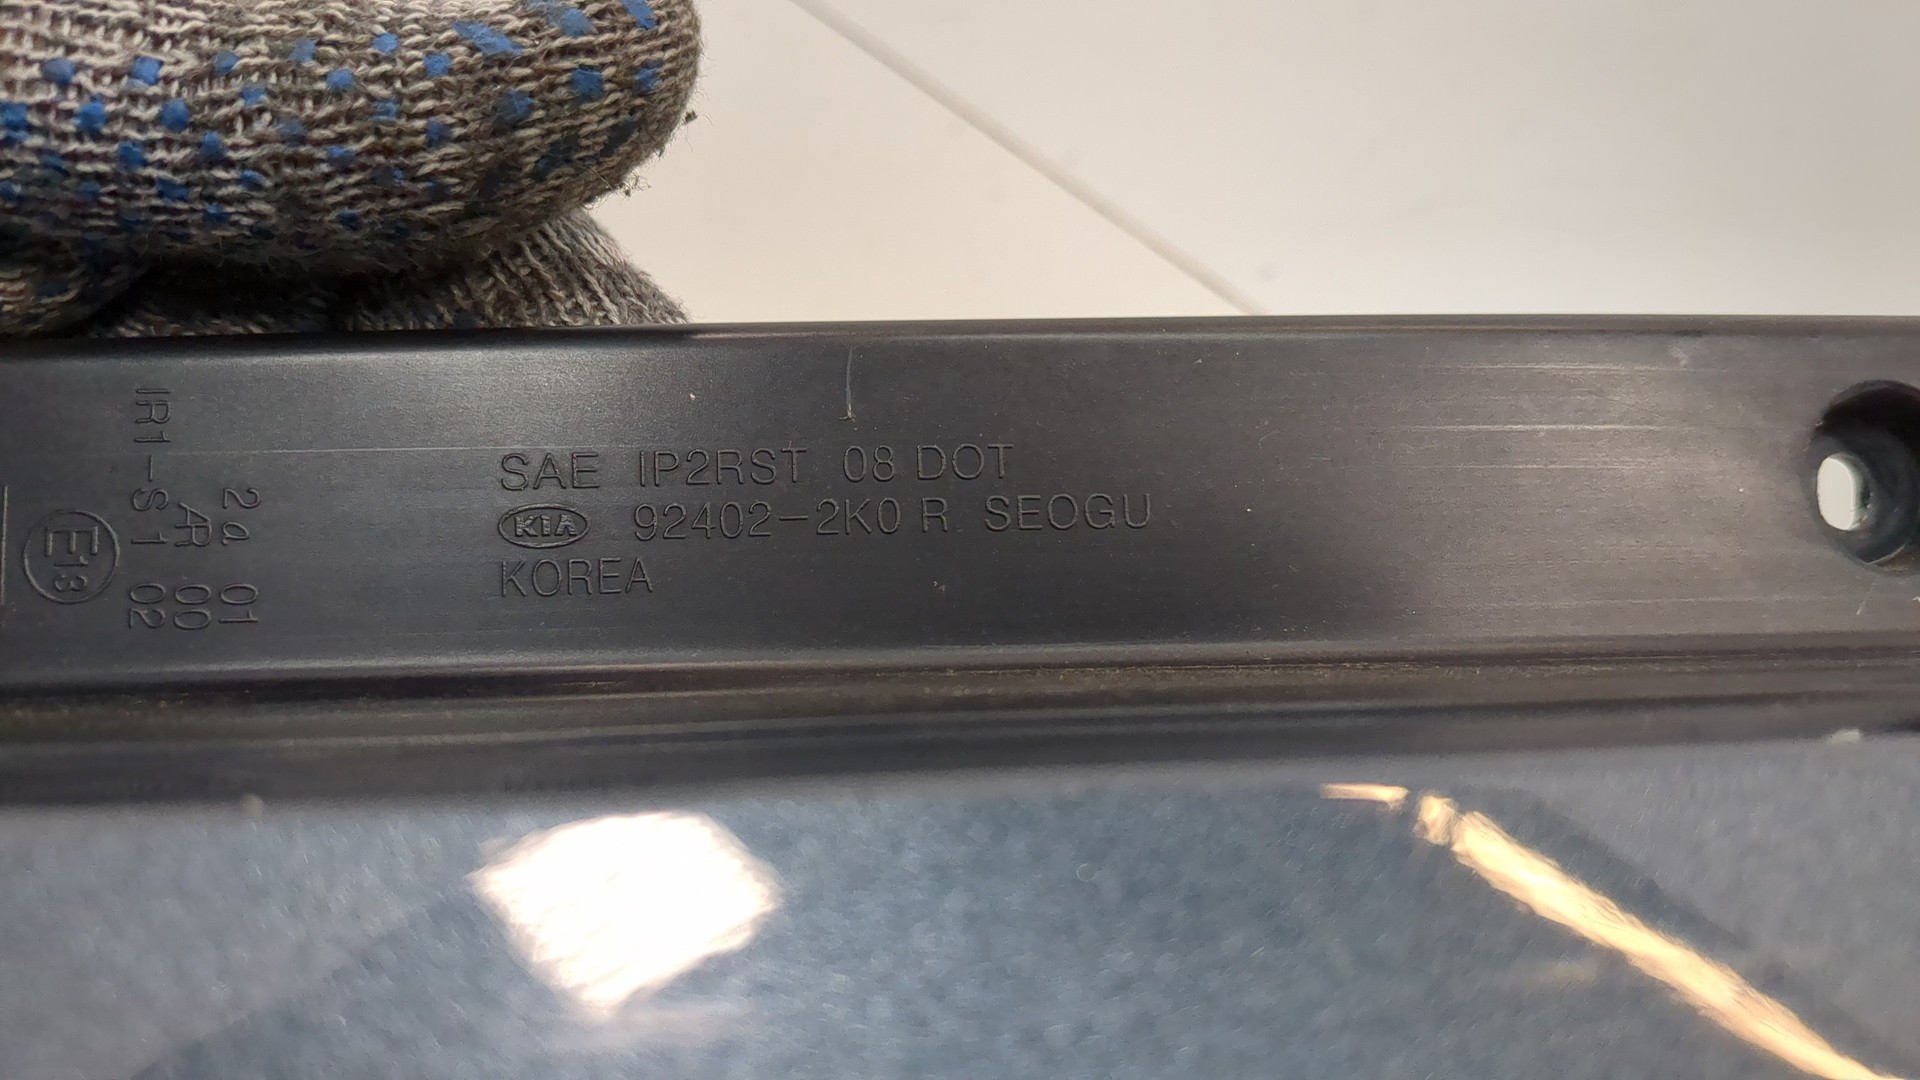 SAE IP2RST 08 DOT
KIA 92402-2K0 R SEOGU
KOREA
2a 01
AR 00
IR1-S1 02
E13